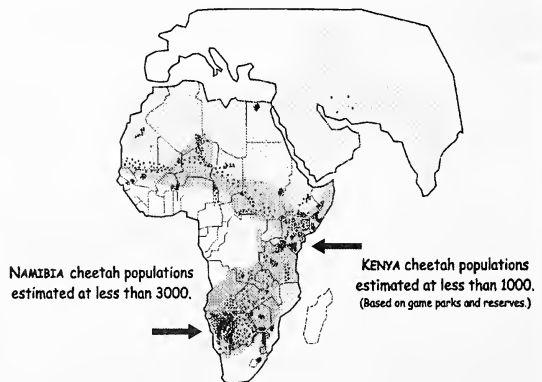 NAMIBIA cheetah populations
estimated at less than 3000.
KENYA cheetah populations
estimated at less than 1000.
(Based on game parks and reserves.)